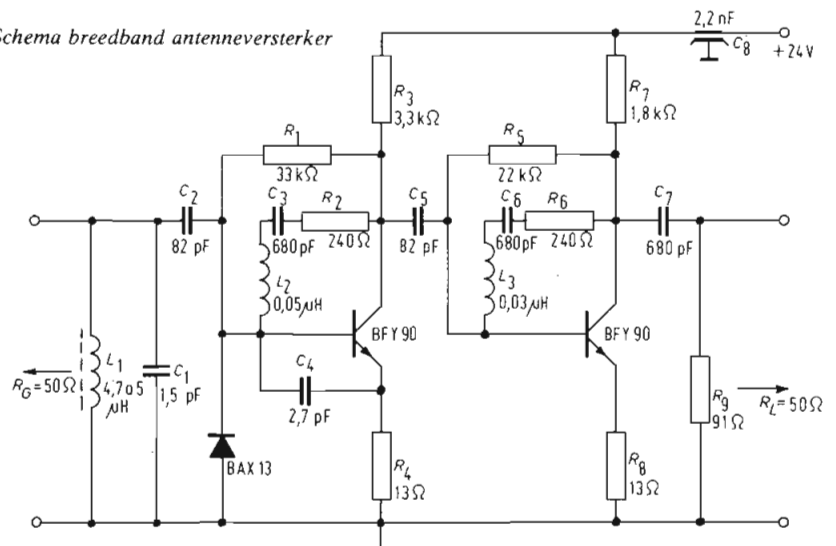 Schema breedband antenneversterker
2,2 nF
C8
+24V
R3
3,3 kΩ
R7
1,8 kΩ
R1
33 kΩ
R5
22 kΩ
C2
82 pF
C3
680 pF
R2
240 Ω
C5
82 pF
C6
680 pF
R6
240 Ω
C7
680 pF
L2
0,05 μH
L3
0,03 μH
BFY 90
BFY 90
RG = 50 Ω
L1
4,7 à 5
μH
C1
1,5 pF
C4
2,7 pF
R9
91 Ω
RL = 50 Ω
BAX 13
R4
13 Ω
R8
13 Ω